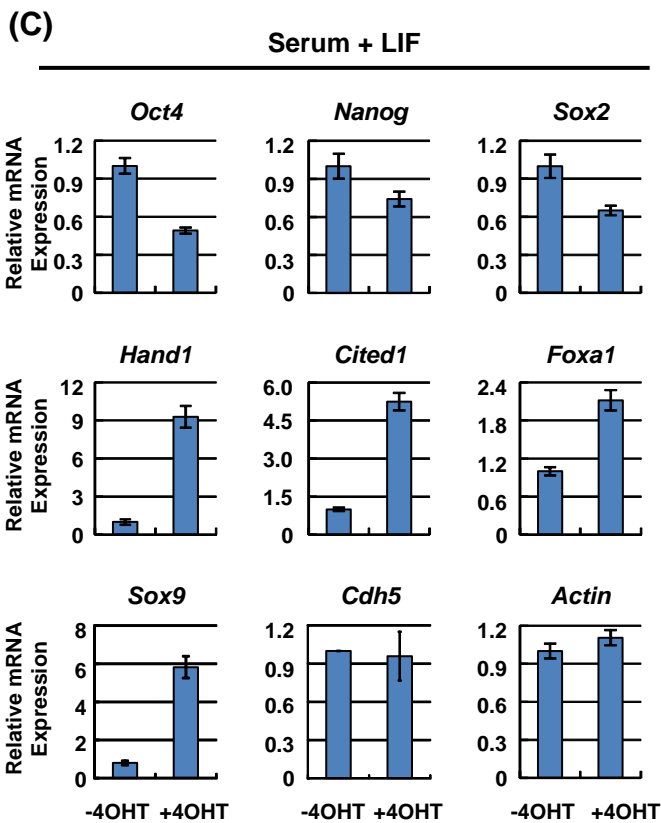 (C)
Serum + LIF
Oct4 Nanog Sox2
Relative mRNA
Expression
1.2 1.2 1.2
0.9 0.9 0.9
0.6 0.6 0.6
0.3 0.3 0.3
0 0 0
Hand1 Cited1 Foxa1
Relative mRNA
Expression
12 6.0 2.4
9 4.5 1.8
6 3.0 1.2
3 1.5 0.6
0 0 0
Sox9 Cdh5 Actin
Relative mRNA
Expression
8 1.2 1.2
6 0.9 0.9
4 0.6 0.6
2 0.3 0.3
0 0 0
-4OHT +4OHT -4OHT +4OHT -4OHT +4OHT